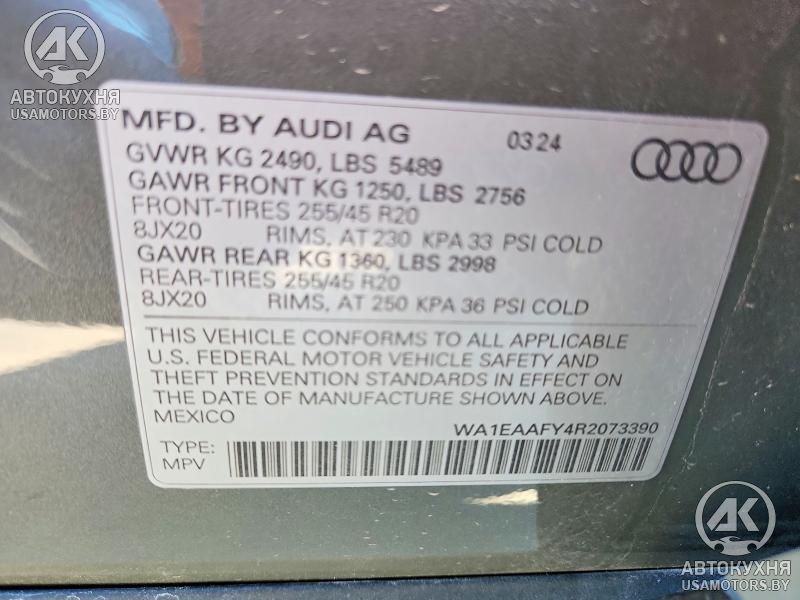 AK
АВТОКУХНЯ
USAMOTORS.BY
MFD. BY AUDI AG 03 24
GVWR KG 2490, LBS 5489
GAWR FRONT KG 1250, LBS 2756
FRONT-TIRES 255/45 R20
8JX20 RIMS, AT 230 KPA 33 PSI COLD
GAWR REAR KG 1360, LBS 2998
REAR-TIRES 255/45 R20
8JX20 RIMS, AT 250 KPA 36 PSI COLD
THIS VEHICLE CONFORMS TO ALL APPLICABLE
U.S. FEDERAL MOTOR VEHICLE SAFETY AND
THEFT PREVENTION STANDARDS IN EFFECT ON
THE DATE OF MANUFACTURE SHOWN ABOVE.
MEXICO
WA1EAAFY4R2073390
TYPE:
MPV
AK
АВТОКУХНЯ
USAMOTORS.BY